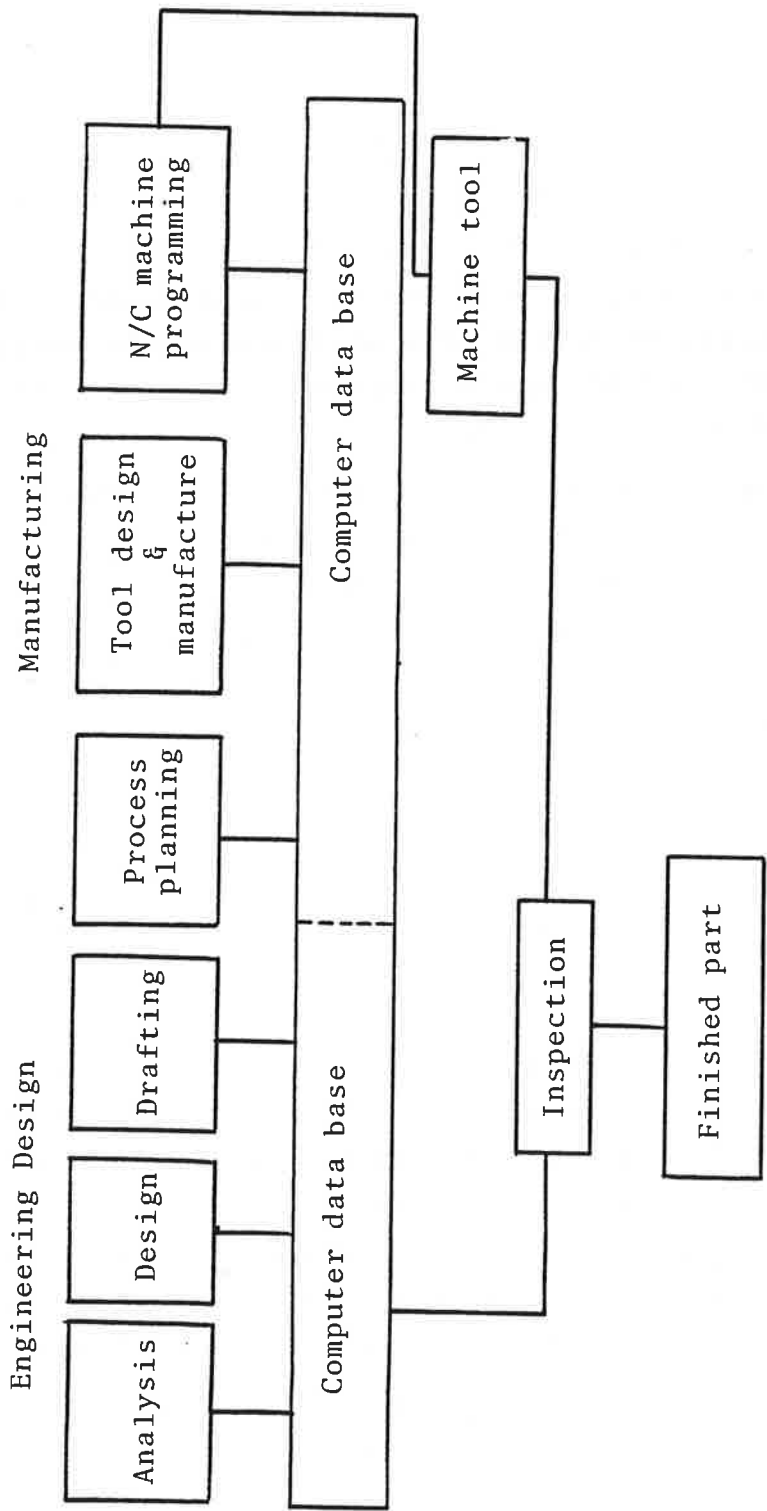 Engineering Design
Manufacturing
Analysis
Design
Drafting
Process
planning
Tool design
&
manufacture
N/C machine
programming
Computer data base
Computer data base
Machine tool
Inspection
Finished part